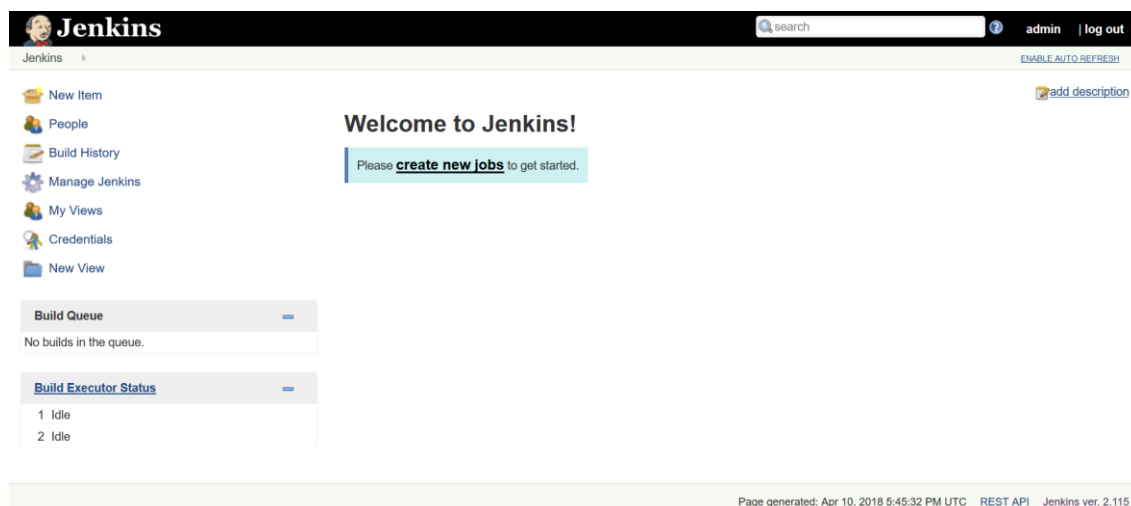 Jenkins
search
admin | log out
Jenkins
ENABLE AUTO REFRESH
New Item
People
Build History
Manage Jenkins
My Views
Credentials
New View
Build Queue
No builds in the queue.
Build Executor Status
1 Idle
2 Idle
add description
Welcome to Jenkins!
Please create new jobs to get started.
Page generated: Apr 10, 2018 5:45:32 PM UTC REST API Jenkins ver. 2.115